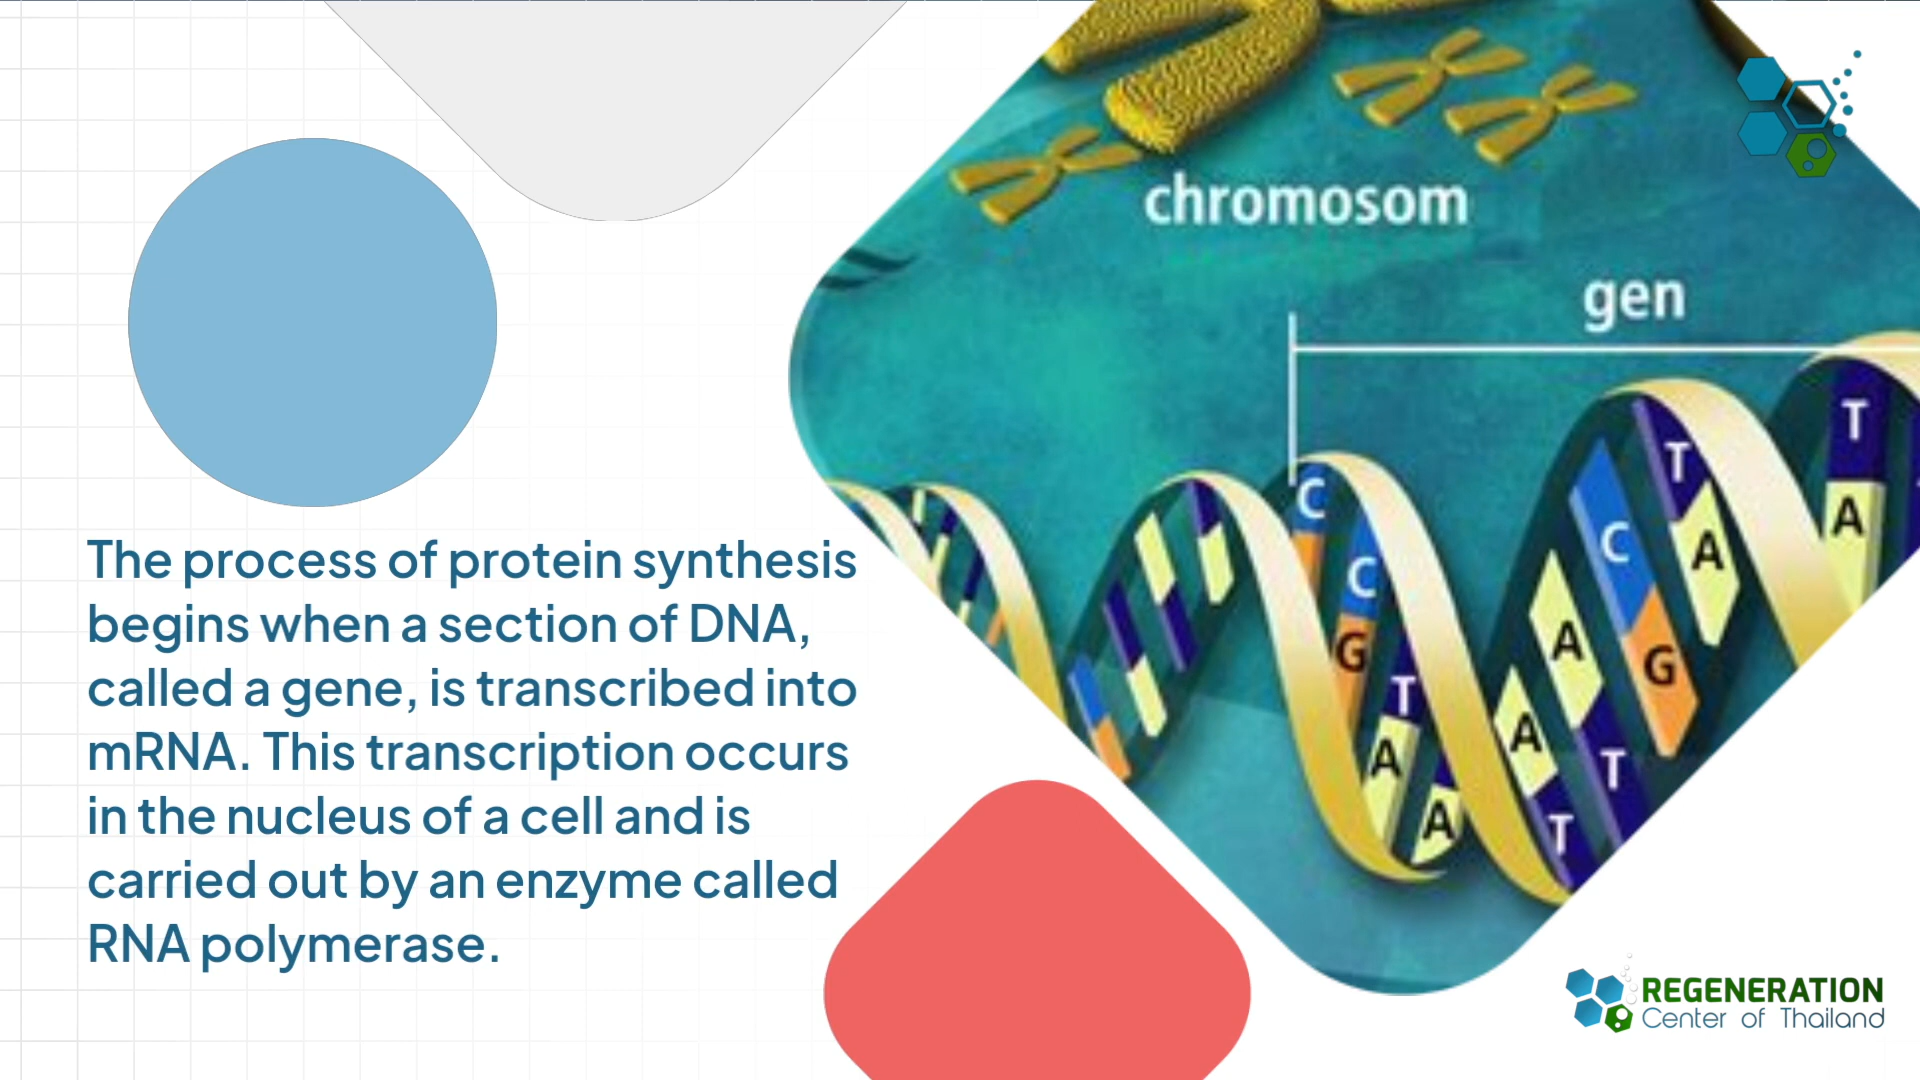 chromosom
gen
C
C
G
T
A
A
A
T
A
T
C
G
T
A
T
A
The process of protein synthesis
begins when a section of DNA,
called a gene, is transcribed into
mRNA. This transcription occurs
in the nucleus of a cell and is
carried out by an enzyme called
RNA polymerase.
REGENERATION
Center of Thailand